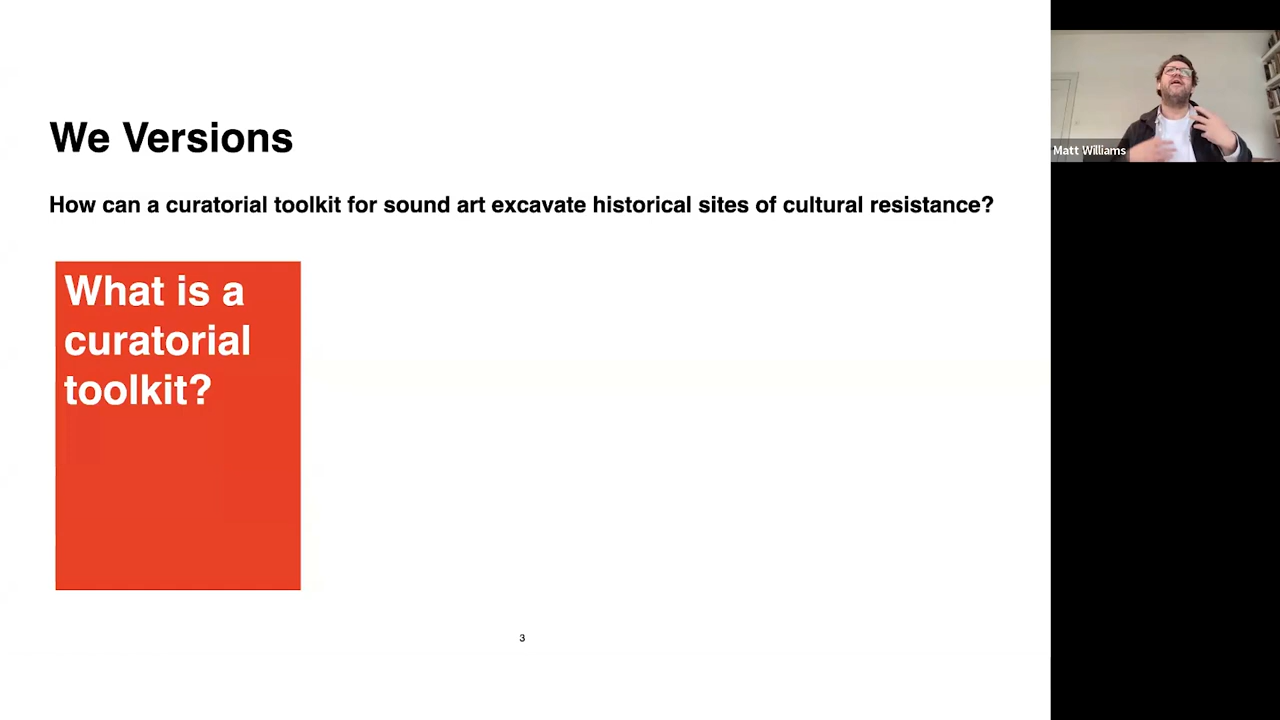 We Versions
How can a curatorial toolkit for sound art excavate historical sites of cultural resistance?
What is a
curatorial
toolkit?
3
Matt Williams